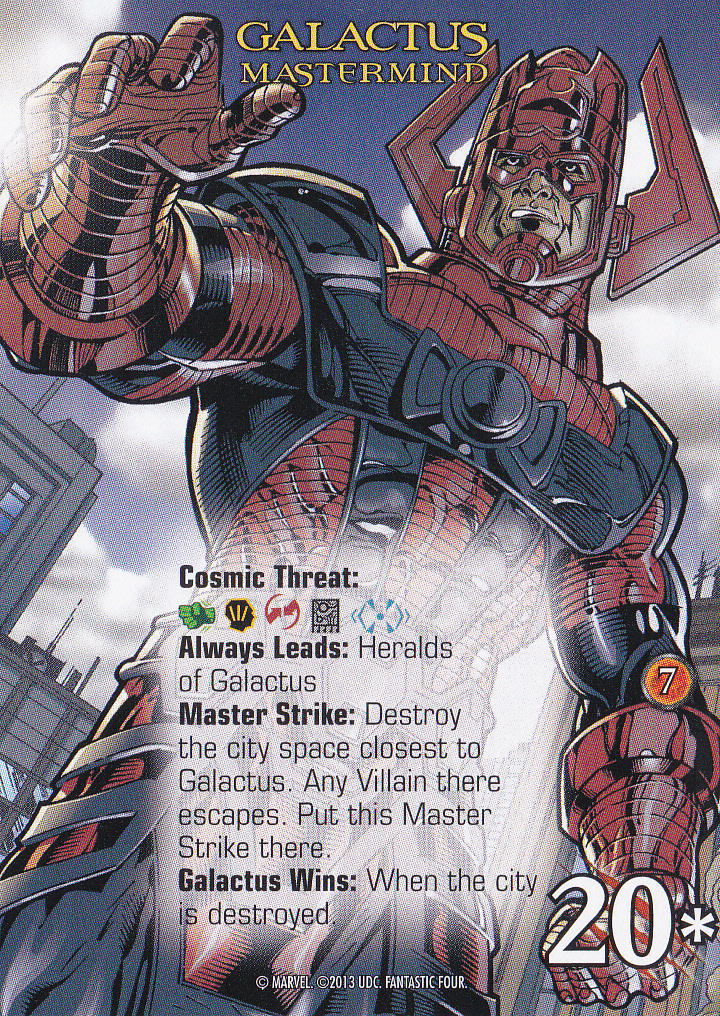 GALACTUS
MASTERMIND
Cosmic Threat:
Always Leads: Heralds
of Galactus
Master Strike: Destroy
the city space closest to
Galactus. Any Villain there
escapes. Put this Master
Strike there.
Galactus Wins: When the city
is destroyed.
7
20*
© MARVEL. ©2013 UDC. FANTASTIC FOUR.